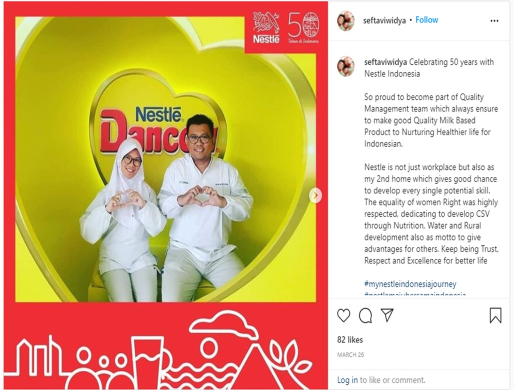 Nestlé
50
Tahun di Indonesia
Nestlé
Danco
seftaviwidya • Follow
seftaviwidya Celebrating 50 years with
Nestle Indonesia
So proud to become part of Quality
Management team which always ensure
to make good Quality Milk Based
Product to Nurturing Healthier life for
Indonesian.
Nestle is not just workplace but also as
my 2nd home which gives good chance
to develop every single potential skill.
The equality of women Right was highly
respected, dedicating to develop CSV
through Nutrition, Water and Rural
development also as motto to give
advantages for others. Keep being Trust,
Respect and Excellence for better life
#mynestleindonesiajourney
82 likes
MARCH 26
Log in to like or comment.